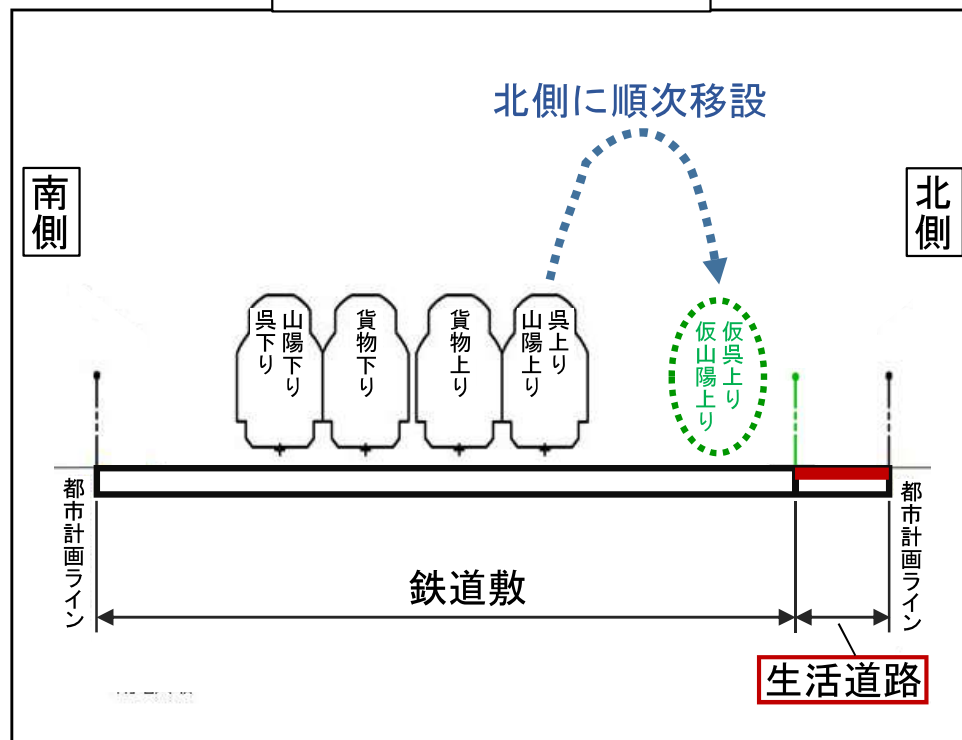 北側に順次移設
南側
北側
呉下り
山陽下り
貨物下り
貨物上り
山陽上り
呉上り
仮山陽上り
仮呉上り
都市計画ライン
都市計画ライン
鉄道敷
生活道路